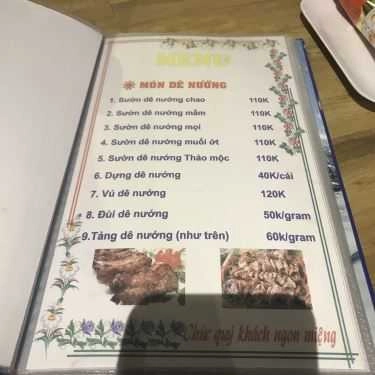 MENU
MÓN DÊ NƯỚNG
1. Sườn dê nướng chao 110K
2. Sườn dê nướng mắm 110K
3. Sườn dê nướng mọi 110K
4. Sườn dê nướng muối ớt 110K
5. Sườn dê nướng Thảo mộc 110K
6. Dựng dê nướng 40K/cái
7. Vú dê nướng 120K
8. Đùi dê nướng 50k/gram
9.Tảng dê nướng (như trên) 60k/gram
Chúc quý khách ngon miệng